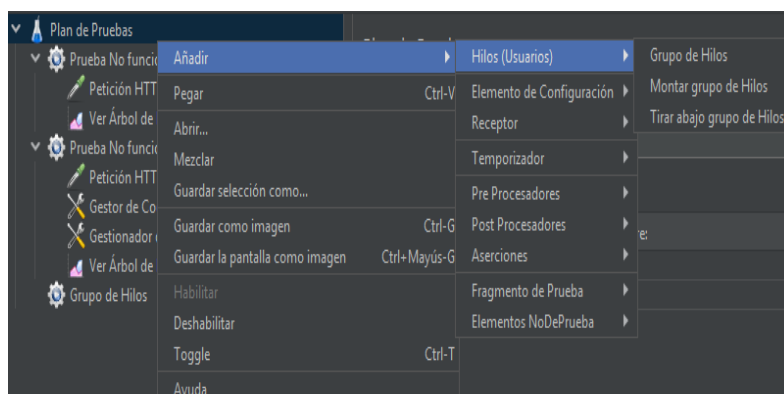 Plan de Pruebas
Prueba No funcio
Petición HTT
Ver Árbol de
Prueba No funcio
Petición HTT
Gestor de Co
Gestionador
Ver Árbol de
Grupo de Hilos
Añadir
Pegar Ctrl-V
Abrir...
Mezclar
Guardar selección como...
Guardar como imagen Ctrl-G
Guardar la pantalla como imagen Ctrl+Mayús-G
Habilitar
Deshabilitar
Toggle Ctrl-T
Ayuda
Hilos (Usuarios)
Elemento de Configuración
Receptor
Temporizador
Pre Procesadores
Post Procesadores
Aserciones
Fragmento de Prueba
Elementos NoDePrueba
Grupo de Hilos
Montar grupo de Hilos
Tirar abajo grupo de Hilos
re: